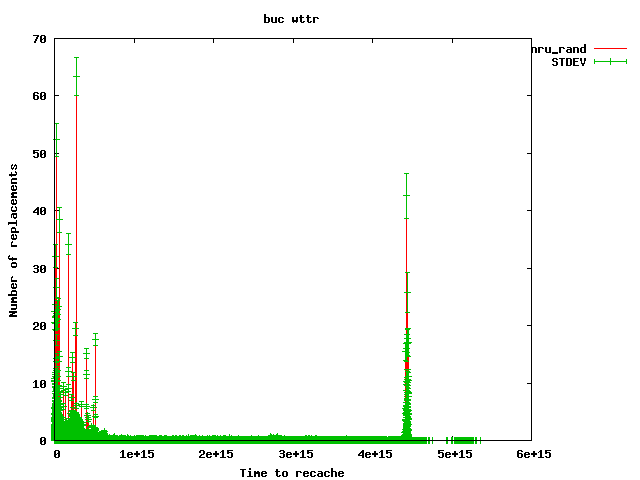 buc wttr
nru_rand
STDEV
70
60
50
40
30
20
10
0
Number of replacements
0 1e+15 2e+15 3e+15 4e+15 5e+15 6e+15
Time to recache